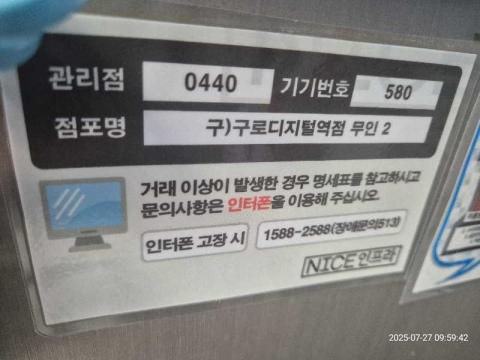 관리점 0440 기기번호 580
점포명 구)구로디지털역점 무인 2
거래 이상이 발생한 경우 명세표를 참고하시고
문의사항은 인터폰을 이용해 주십시오.
인터폰 고장 시 1588-2588(장애문의513)
NICE인프라
2025-07-27 09:59:42